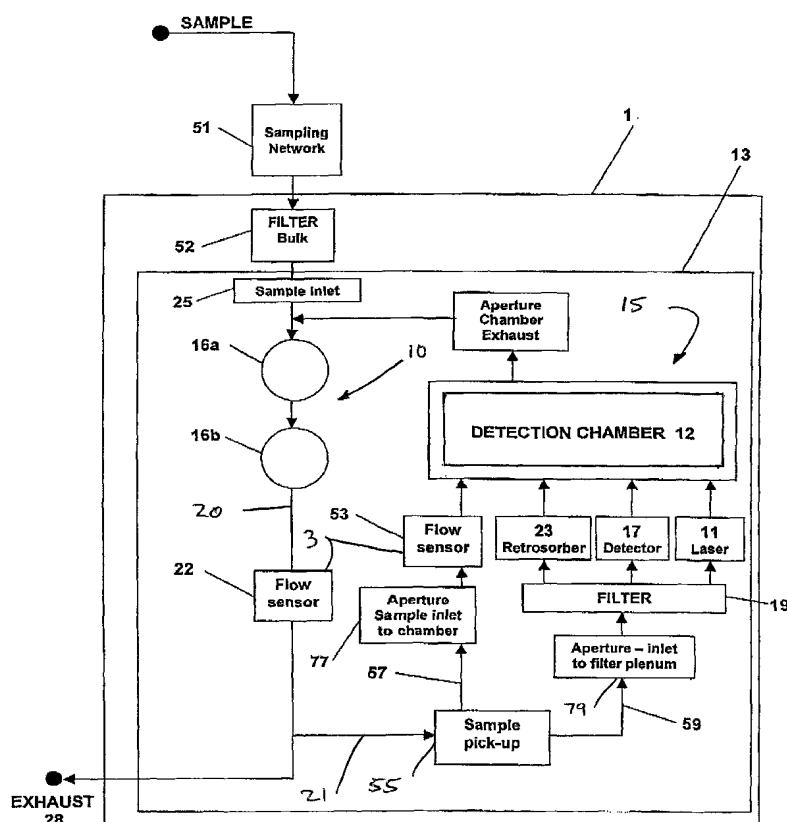 SAMPLE
51
Sampling
Network
1
13
52
FILTER
Bulk
25
Sample inlet
Aperture
Chamber
Exhaust
15
16a
10
16b
DETECTION CHAMBER 12
20
53
3
Flow
sensor
23
Retrosorber
17
Detector
11
Laser
22
Flow
sensor
FILTER
19
Aperture
Sample inlet
to chamber
77
Aperture – inlet
to filter plenum
79
57
59
Sample
pick-up
21
55
EXHAUST
28